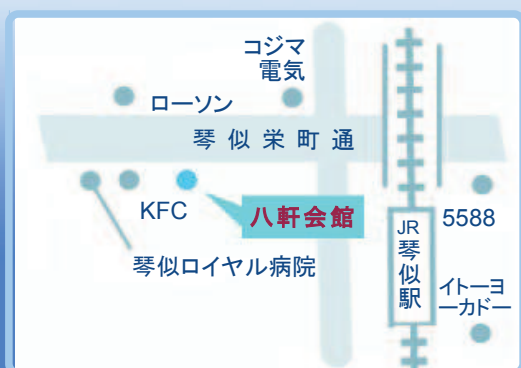 コジマ
電気
ローソン
琴似栄町通
KFC
八軒会館
琴似ロイヤル病院
JR
琴似駅
5588
イトーヨ
ーカドー